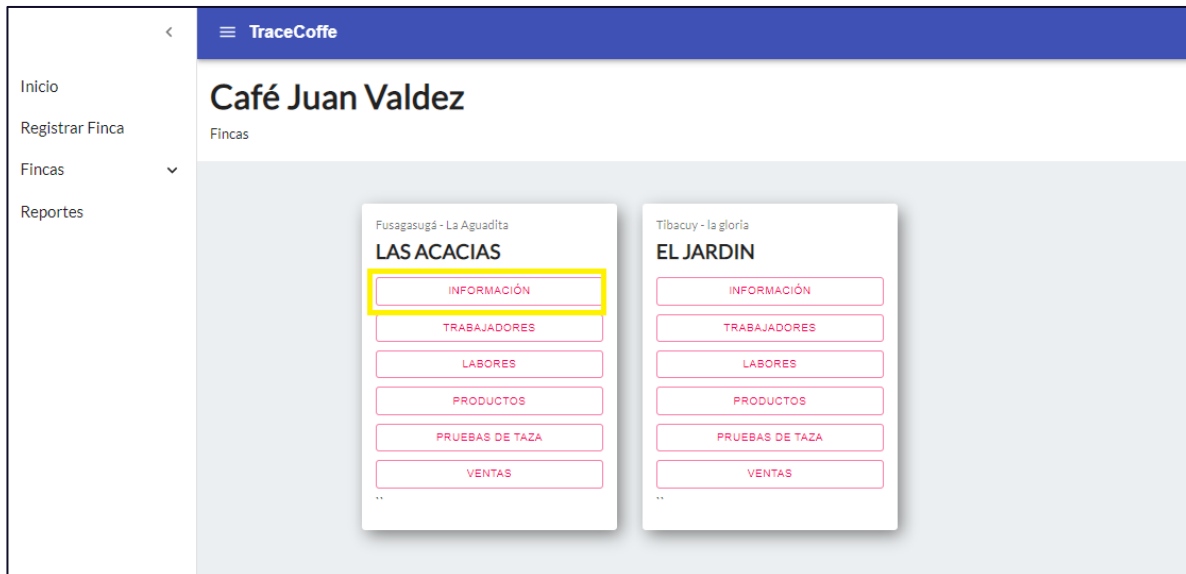 TraceCoffe
Inicio
Registrar Finca
Fincas
Reportes
Café Juan Valdez
Fincas
Fusagasugá - La Aguadita
LAS ACACIAS
INFORMACIÓN
TRABAJADORES
LABORES
PRODUCTOS
PRUEBAS DE TAZA
VENTAS
``
Tibacuy - la gloria
EL JARDIN
INFORMACIÓN
TRABAJADORES
LABORES
PRODUCTOS
PRUEBAS DE TAZA
VENTAS
``